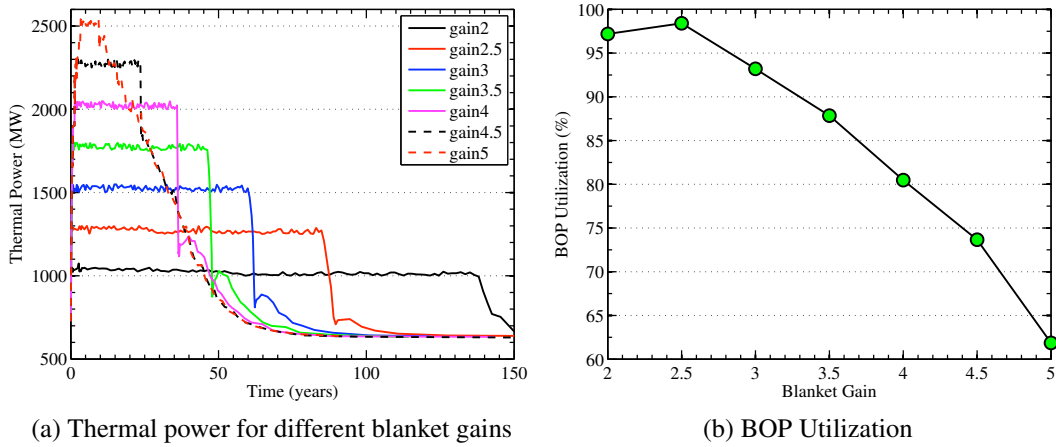 2500
2000
1500
1000
500
Thermal Power (MW)
0
50
100
150
Time (years)
gain2
gain2.5
gain3
gain3.5
gain4
gain4.5
gain5
(a) Thermal power for different blanket gains
100
95
90
85
80
75
70
65
60
BOP Utilization (%)
2
2.5
3
3.5
4
4.5
5
Blanket Gain
(b) BOP Utilization